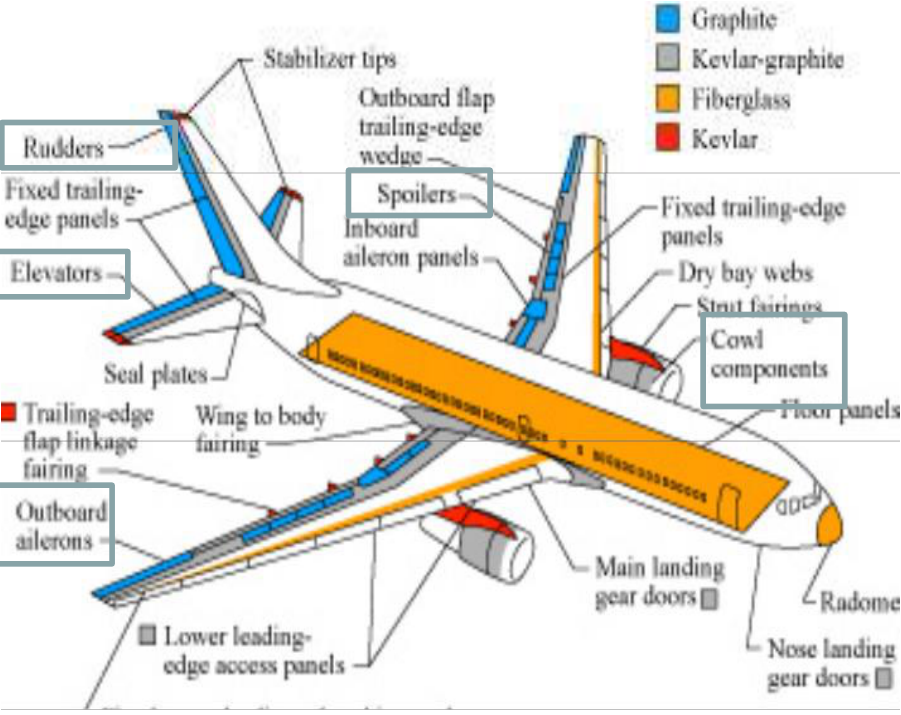 Graphite
Kevlar-graphite
Fiberglass
Kevlar
Stabilizer tips
Outboard flap
trailing-edge
wedge
Rudders
Fixed trailing-
edge panels
Spoilers
Inboard
aileron panels
Fixed trailing-edge
panels
Elevators
Dry bay webs
Strut fairings
Cowl
components
Seal plates
Floor panels
Trailing-edge
flap linkage
fairing
Wing to body
fairing
Outboard
ailerons
Main landing
gear doors
Radome
Lower leading-
edge access panels
Nose landing
gear doors